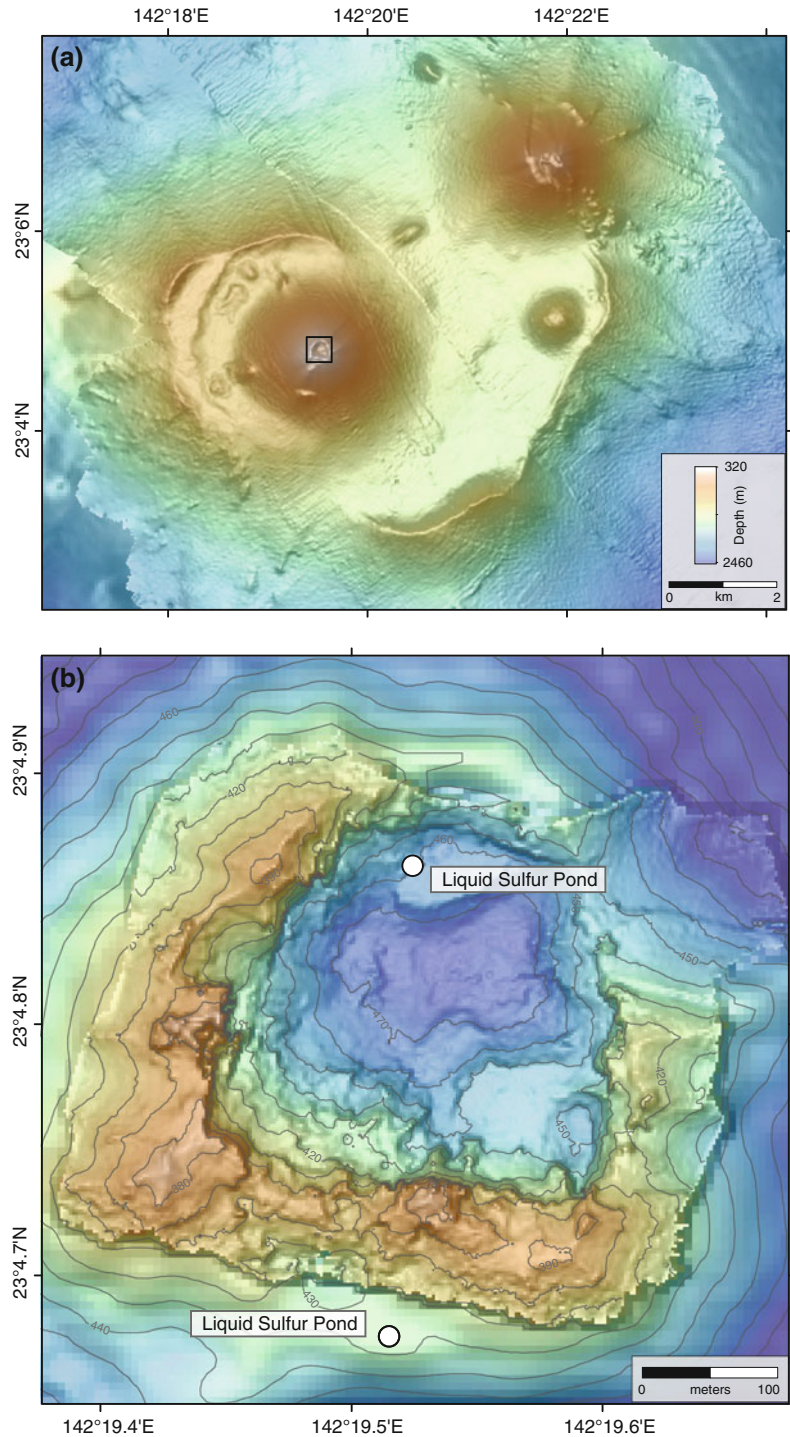 142°18'E 142°20'E 142°22'E
(a)
23°6'N
23°4'N
320
Depth (m)
2460
0 km 2
(b)
460
23°4.9'N
420
460
Liquid Sulfur Pond
380
450
470
23°4.8'N
420
450
420
380
380
23°4.7'N
430
Liquid Sulfur Pond
440
0 meters 100
142°19.4'E 142°19.5'E 142°19.6'E